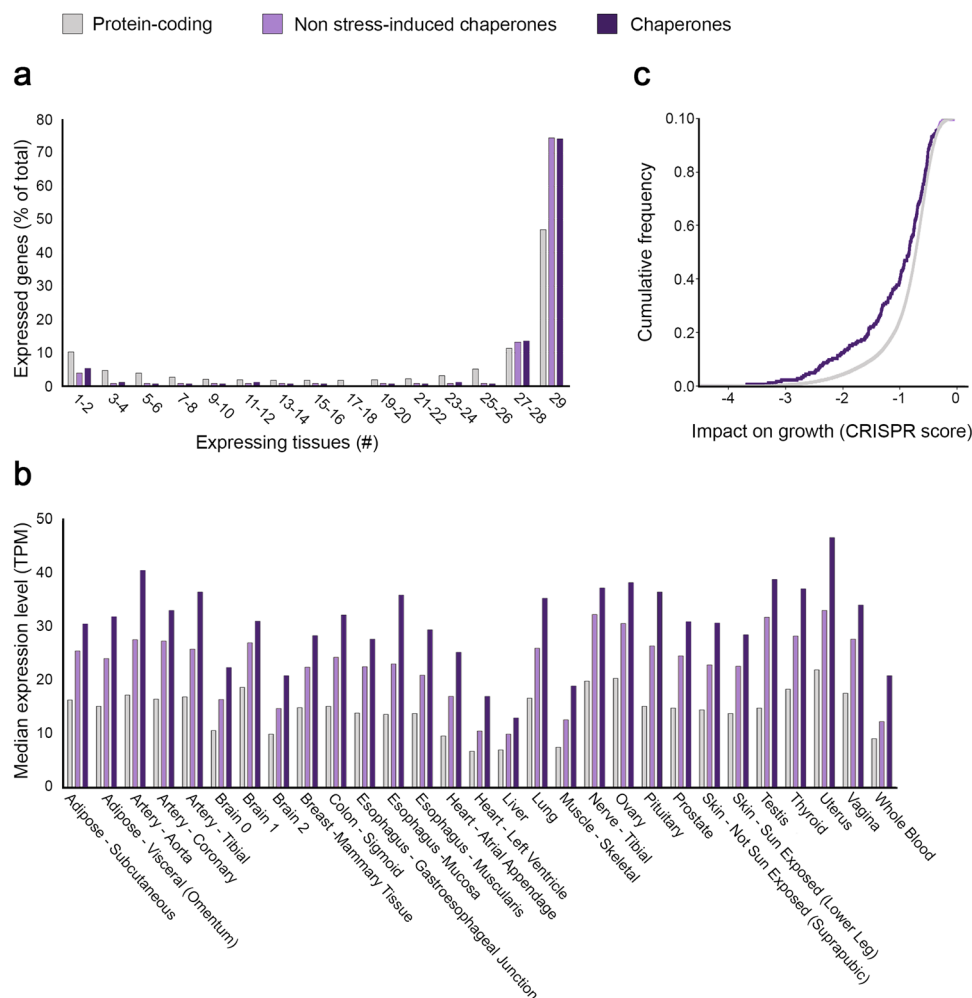 Protein-coding Non stress-induced chaperones Chaperones
a
80
70
60
50
40
30
20
10
0
Expressed genes (% of total)
1-2 3-4 5-6 7-8 9-10 11-12 13-14 15-16 17-18 19-20 21-22 23-24 25-26 27-28 29
Expressing tissues (#)
c
0.10
0.8
0.6
0.4
0.2
0.0
Cumulative frequency
-4 -3 -2 -1 0
Impact on growth (CRISPR score)
b
50
40
30
20
10
0
Median expression level (TPM)
Adipose - Subcutaneous
Adipose - Visceral (Omentum)
Artery - Aorta
Artery - Coronary
Artery - Tibial
Brain 0
Brain 1
Brain 2
Breast -Mammary Tissue
Colon - Sigmoid
Esophagus - Gastroesophageal Junction
Esophagus -Mucosa
Esophagus - Muscularis
Heart - Atrial Appendage
Heart - Left Ventricle
Liver
Lung
Muscle - Skeletal
Nerve - Tibial
Ovary
Pituitary
Prostate
Skin - Not Sun Exposed (Suprapubic)
Skin - Sun Exposed (Lower Leg)
Testis
Thyroid
Uterus
Vagina
Whole Blood